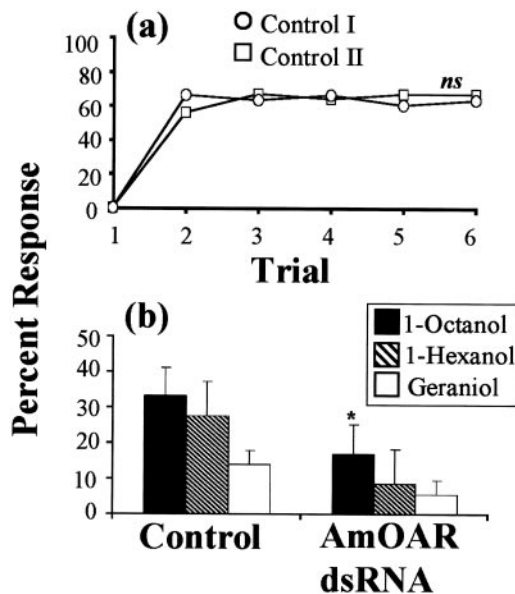 (a)
Control I
Control II
ns
100
80
60
40
20
0
1 2 3 4 5 6
Trial
Percent Response
(b)
1-Octanol
1-Hexanol
Geraniol
50
40
30
20
10
0
*
Control
AmOAR
dsRNA